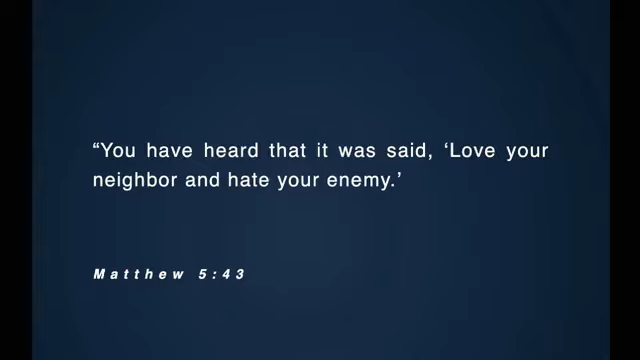 “You have heard that it was said, ‘Love your
neighbor and hate your enemy.’
Matthew 5:43